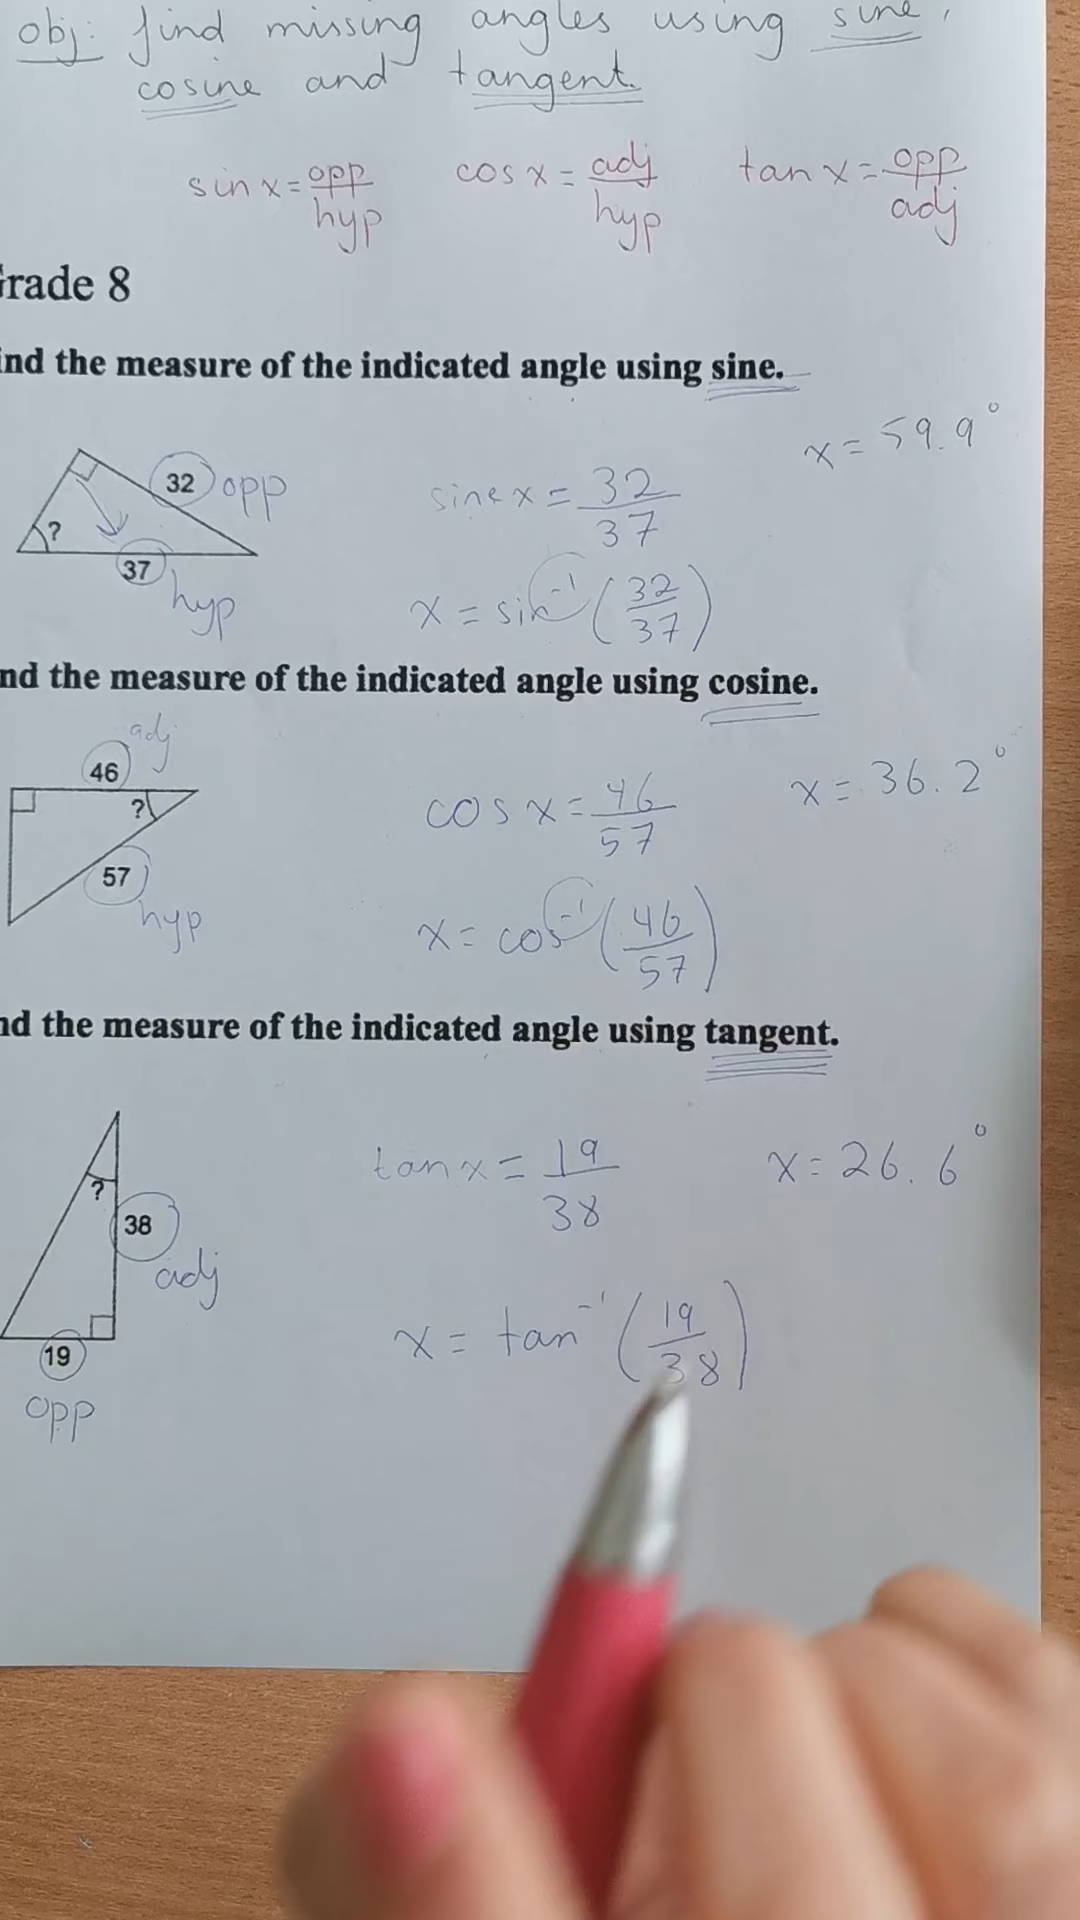 obj: find missing angles using sine,
cosine and tangent.
sin x = opp/hyp cos x = adj/hyp tan x = opp/adj
rade 8
ind the measure of the indicated angle using sine.
x = 59.9°
32 opp
sine x = 32/37
?
37
hyp
x = sin⁻¹ (32/37)
nd the measure of the indicated angle using cosine.
adj
46
x = 36.2°
?
cos x = 46/57
57
hyp
x = cos⁻¹ (46/57)
nd the measure of the indicated angle using tangent.
tan x = 19/38
x = 26.6°
?
38
adj
x = tan⁻¹ (19/38)
19
opp